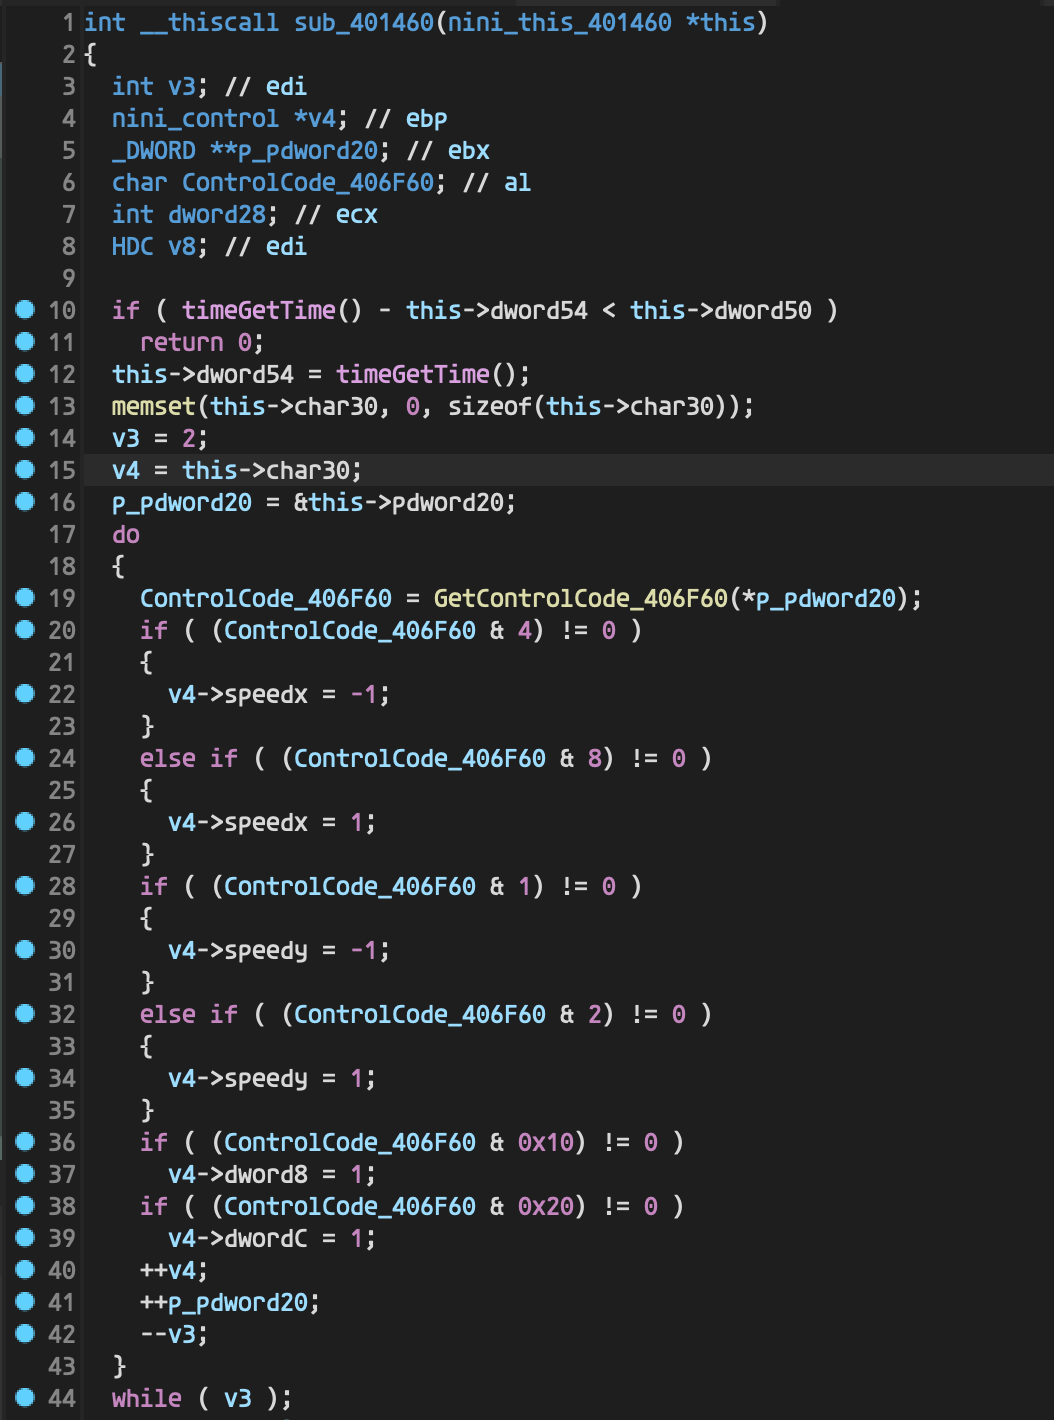 1 int __thiscall sub_401460(nini_this_401460 *this)
2 {
3 int v3; // edi
4 nini_control *v4; // ebp
5 _DWORD **p_pdword20; // ebx
6 char ControlCode_406F60; // al
7 int dword28; // ecx
8 HDC v8; // edi
9
10 if ( timeGetTime() - this->dword54 < this->dword50 )
11 return 0;
12 this->dword54 = timeGetTime();
13 memset(this->char30, 0, sizeof(this->char30));
14 v3 = 2;
15 v4 = this->char30;
16 p_pdword20 = &this->pdword20;
17 do
18 {
19 ControlCode_406F60 = GetControlCode_406F60(*p_pdword20);
20 if ( (ControlCode_406F60 & 4) != 0 )
21 {
22 v4->speedx = -1;
23 }
24 else if ( (ControlCode_406F60 & 8) != 0 )
25 {
26 v4->speedx = 1;
27 }
28 if ( (ControlCode_406F60 & 1) != 0 )
29 {
30 v4->speedy = -1;
31 }
32 else if ( (ControlCode_406F60 & 2) != 0 )
33 {
34 v4->speedy = 1;
35 }
36 if ( (ControlCode_406F60 & 0x10) != 0 )
37 v4->dword8 = 1;
38 if ( (ControlCode_406F60 & 0x20) != 0 )
39 v4->dwordC = 1;
40 ++v4;
41 ++p_pdword20;
42 --v3;
43 }
44 while ( v3 );